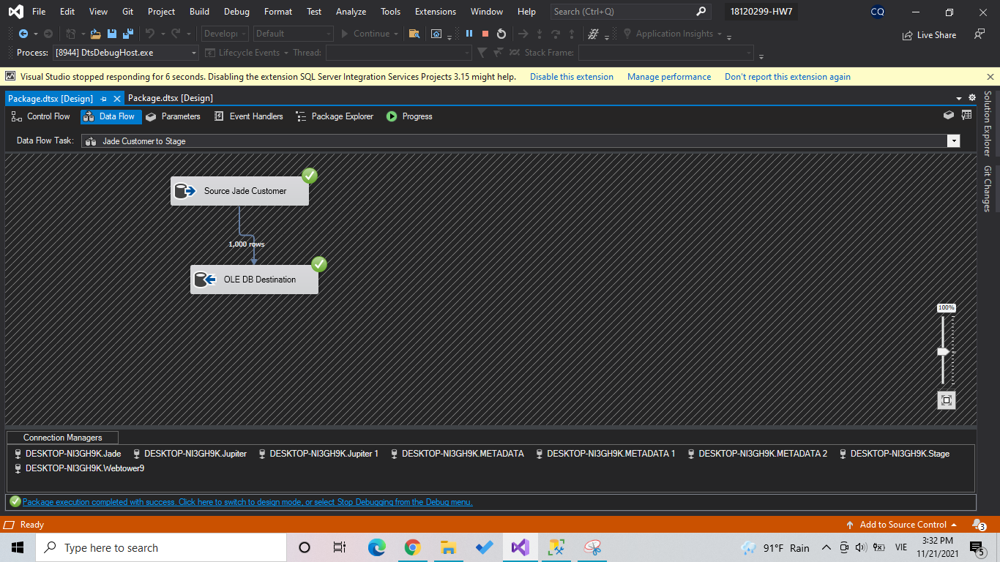 File Edit View Git Project Build Debug Format Test Analyze Tools Extensions Window Help Search (Ctrl+Q) 18120299-HW7 CQ
Developi Default Continue Application Insights Live Share
Process: [8944] DtsDebugHost.exe Lifecycle Events Thread: Stack Frame:
Visual Studio stopped responding for 6 seconds. Disabling the extension SQL Server Integration Services Projects 3.15 might help. Disable this extension Manage performance Don't report this extension again
Package.dtsx [Design] Package.dtsx [Design]
Control Flow Data Flow Parameters Event Handlers Package Explorer Progress
Data Flow Task: Jade Customer to Stage
Solution Explorer
Git Changes
Source Jade Customer
1,000 rows
OLE DB Destination
100%
Connection Managers
DESKTOP-NI3GH9K.Jade DESKTOP-NI3GH9K.Jupiter DESKTOP-NI3GH9K.Jupiter 1 DESKTOP-NI3GH9K.METADATA DESKTOP-NI3GH9K.METADATA 1 DESKTOP-NI3GH9K.METADATA 2 DESKTOP-NI3GH9K.Stage
DESKTOP-NI3GH9K.Webtower9
Package execution completed with success. Click here to switch to design mode, or select Stop Debugging from the Debug menu.
Ready Add to Source Control 3
Type here to search 91°F Rain VIE 3:32 PM
11/21/2021 5